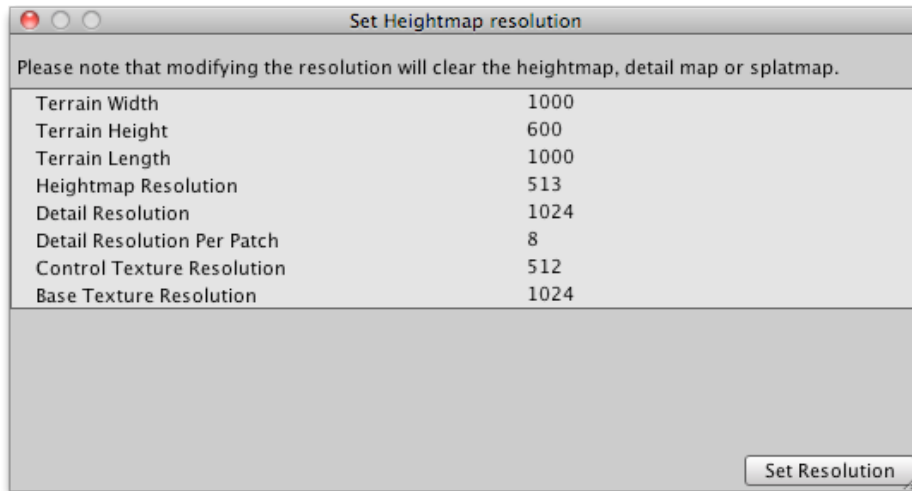 Set Heightmap resolution
Please note that modifying the resolution will clear the heightmap, detail map or splatmap.
Terrain Width 1000
Terrain Height 600
Terrain Length 1000
Heightmap Resolution 513
Detail Resolution 1024
Detail Resolution Per Patch 8
Control Texture Resolution 512
Base Texture Resolution 1024
Set Resolution